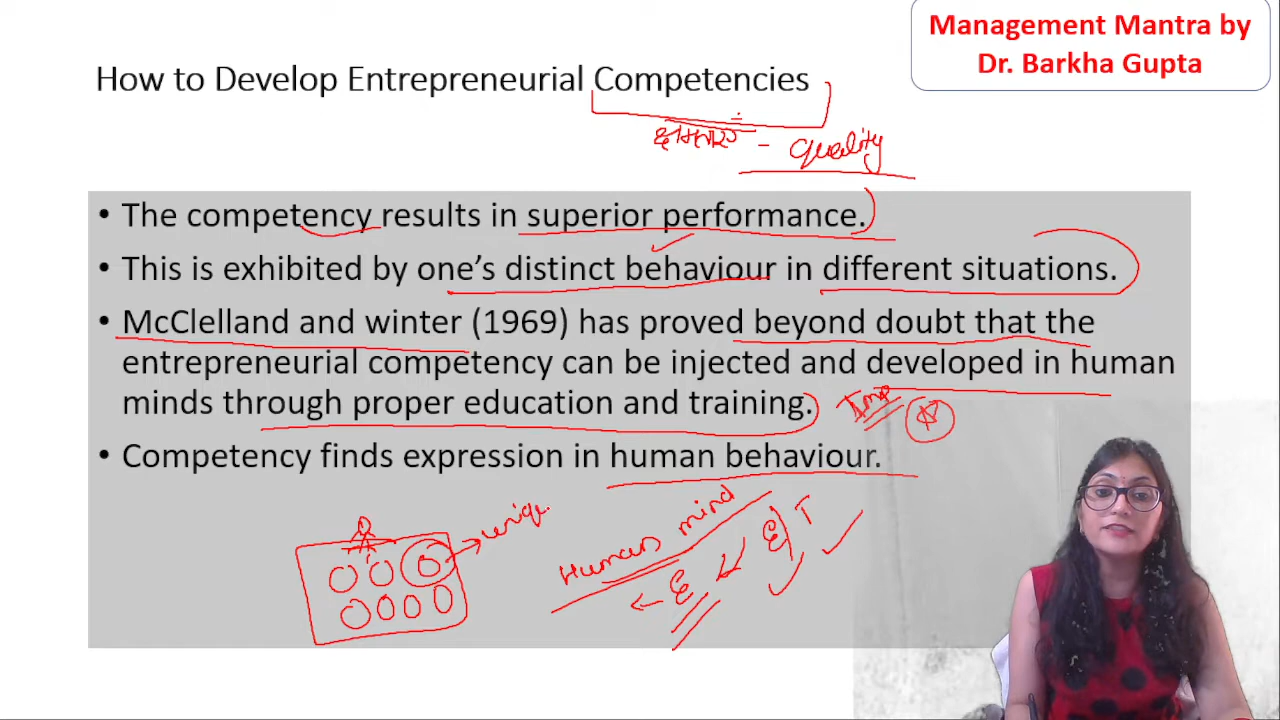 Management Mantra by
Dr. Barkha Gupta
How to Develop Entrepreneurial Competencies
- quality
• The competency results in superior performance.
• This is exhibited by one's distinct behaviour in different situations.
• McClelland and winter (1969) has proved beyond doubt that the
entrepreneurial competency can be injected and developed in human
minds through proper education and training.
Imp
• Competency finds expression in human behaviour.
Human mind
E
E/T